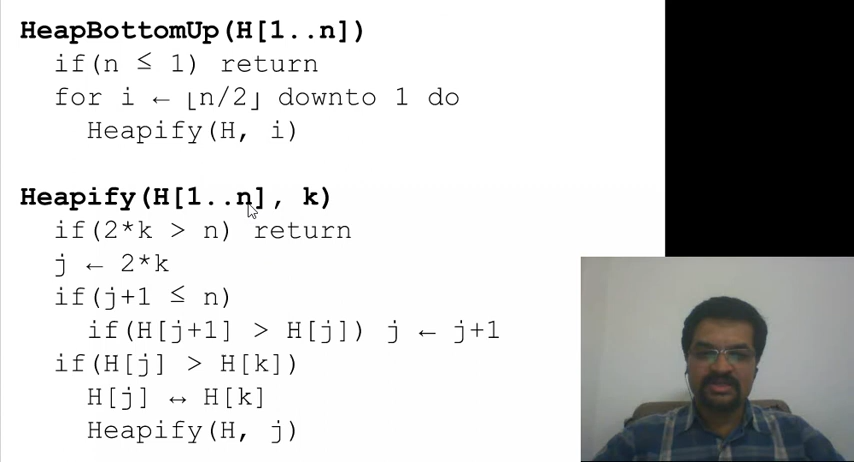 HeapBottomUp(H[1..n])
if(n ≤ 1) return
for i ← ⌊n/2⌋ downto 1 do
Heapify(H, i)
Heapify(H[1..n], k)
if(2*k > n) return
j ← 2*k
if(j+1 ≤ n)
if(H[j+1] > H[j]) j ← j+1
if(H[j] > H[k])
H[j] ↔ H[k]
Heapify(H, j)